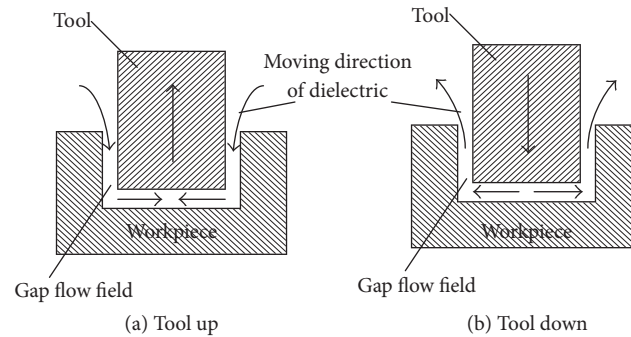 Tool
Moving direction
of dielectric
Workpiece
Gap flow field
(a) Tool up
Tool
Workpiece
Gap flow field
(b) Tool down